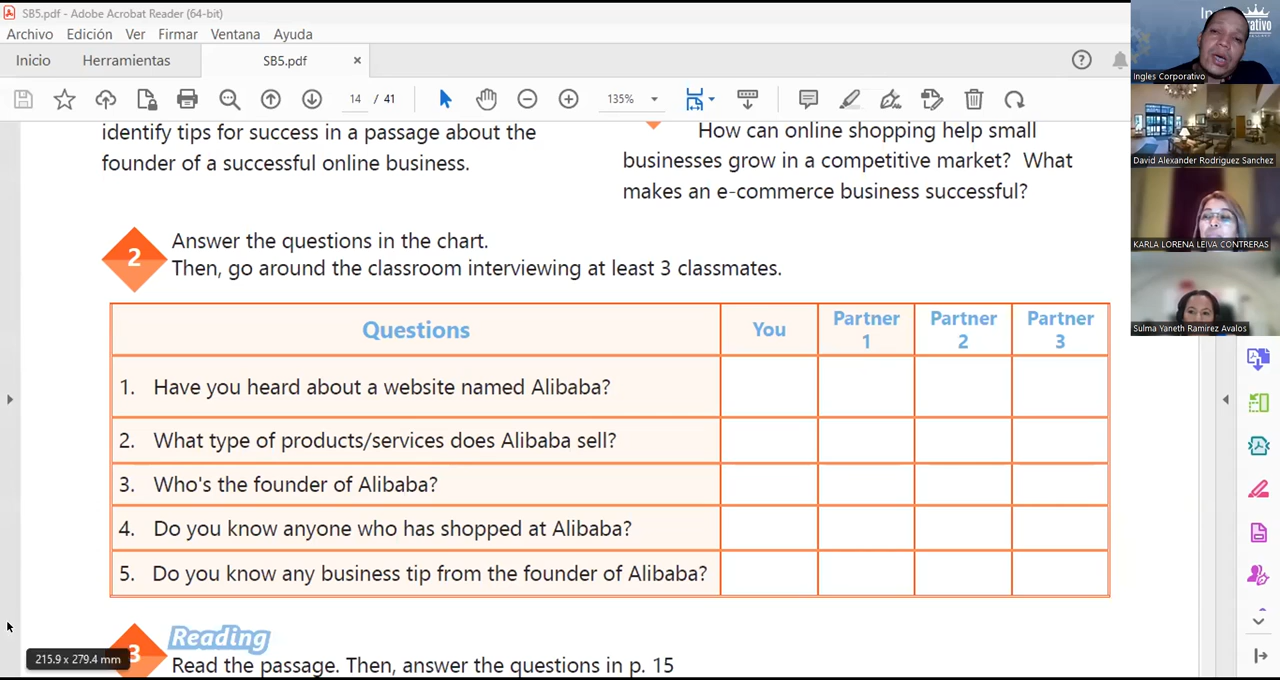 SB5.pdf - Adobe Acrobat Reader (64-bit)
Archivo Edición Ver Firmar Ventana Ayuda
Inicio Herramientas SB5.pdf ×
14 / 41 135%
identify tips for success in a passage about the
founder of a successful online business.
How can online shopping help small
businesses grow in a competitive market? What
makes an e-commerce business successful?
2
Answer the questions in the chart.
Then, go around the classroom interviewing at least 3 classmates.
Questions You Partner 1 Partner 2 Partner 3
1. Have you heard about a website named Alibaba?
2. What type of products/services does Alibaba sell?
3. Who's the founder of Alibaba?
4. Do you know anyone who has shopped at Alibaba?
5. Do you know any business tip from the founder of Alibaba?
3
Reading
Read the passage. Then, answer the questions in p. 15
215.9 x 279.4 mm
Ingles Corporativo
David Alexander Rodriguez Sanchez
KARLA LORENA LEIVA CONTRERAS
Sulma Yaneth Ramirez Avalos